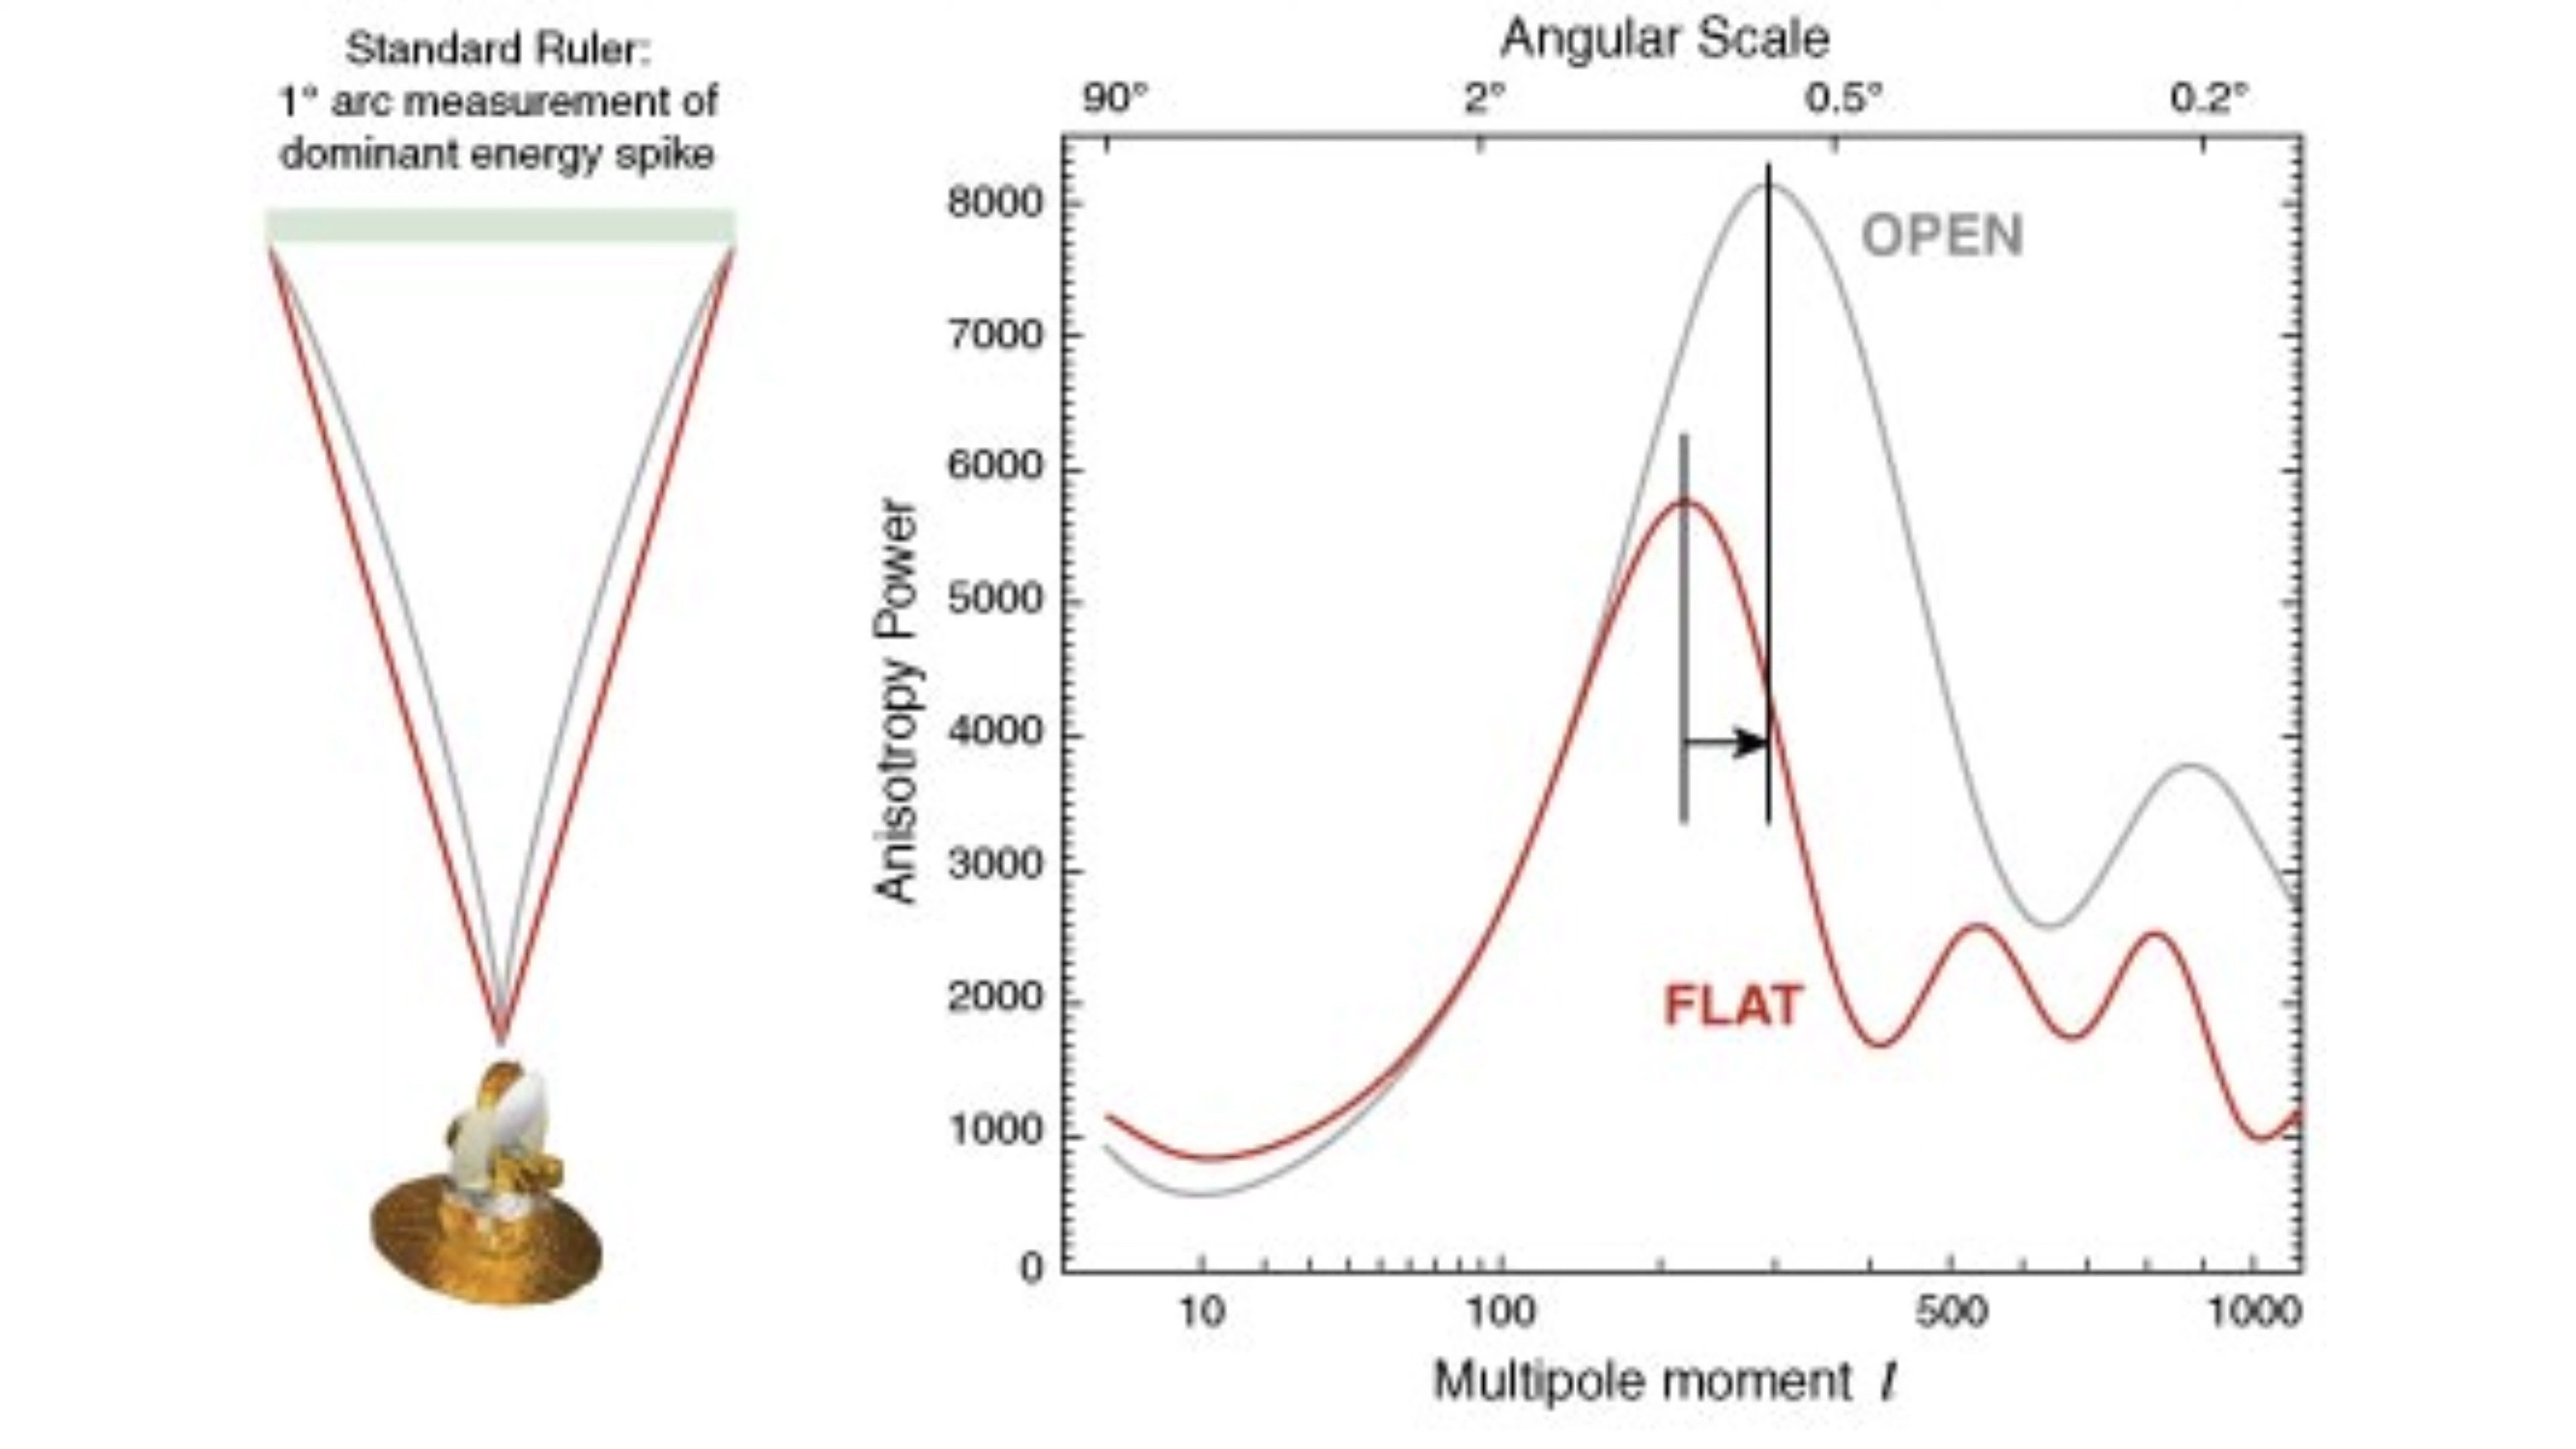 Standard Ruler:
1° arc measurement of
dominant energy spike
Angular Scale
90° 2° 0.5° 0.2°
8000
7000
6000
5000
4000
3000
2000
1000
0
Anisotropy Power
OPEN
FLAT
10 100 500 1000
Multipole moment l